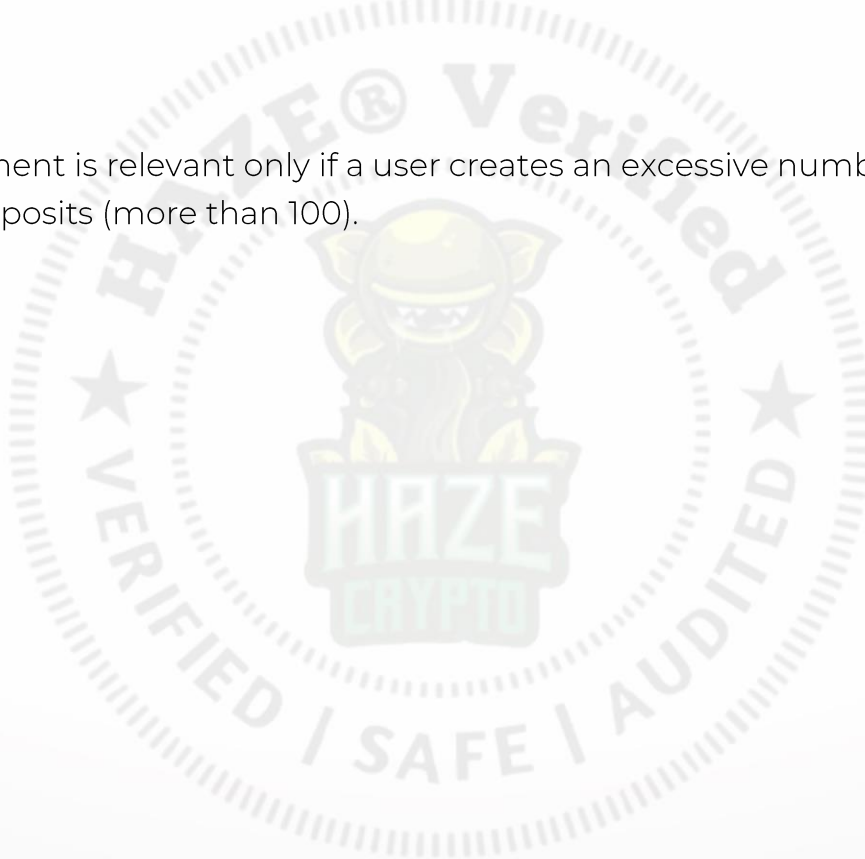 HAZE® Verified
nent is relevant only if a user creates an excessive numb
posits (more than 100).
HAZE
CRYPTO
VERIFIED | SAFE | AUDITED